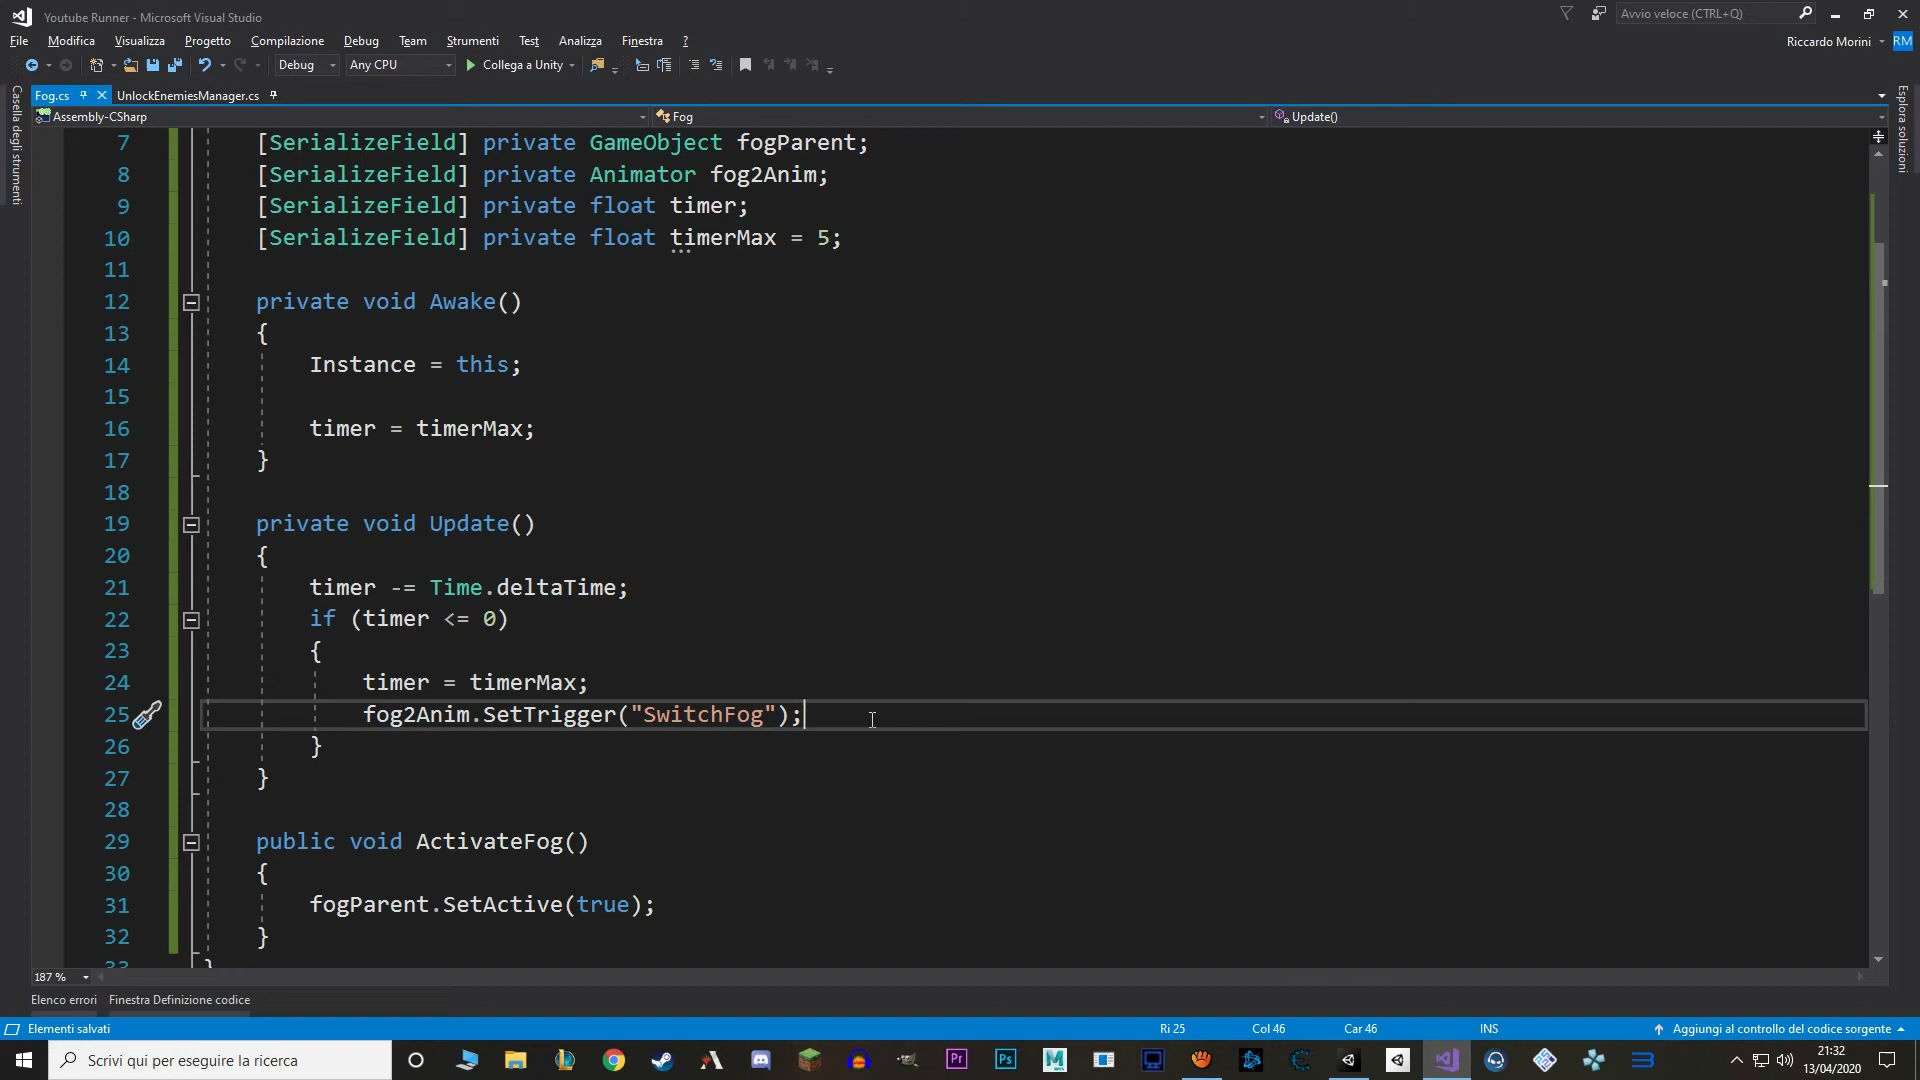 Youtube Runner - Microsoft Visual Studio
Avvio veloce (CTRL+Q)
File Modifica Visualizza Progetto Compilazione Debug Team Strumenti Test Analizza Finestra ?
Riccardo Morini RM
Debug Any CPU Collega a Unity
Fog.cs UnlockEnemiesManager.cs
Assembly-CSharp Fog Update()
Casella degli strumenti
Esplora soluzioni
7 [SerializeField] private GameObject fogParent;
8 [SerializeField] private Animator fog2Anim;
9 [SerializeField] private float timer;
10 [SerializeField] private float timerMax = 5;
11
12 private void Awake()
13 {
14 Instance = this;
15
16 timer = timerMax;
17 }
18
19 private void Update()
20 {
21 timer -= Time.deltaTime;
22 if (timer <= 0)
23 {
24 timer = timerMax;
25 fog2Anim.SetTrigger("SwitchFog");
26 }
27 }
28
29 public void ActivateFog()
30 {
31 fogParent.SetActive(true);
32 }
33 }
187 %
Elenco errori Finestra Definizione codice
Elementi salvati Ri 25 Col 46 Car 46 INS Aggiungi al controllo del codice sorgente
Scrivi qui per eseguire la ricerca
Pr Ps M
21:32
13/04/2020